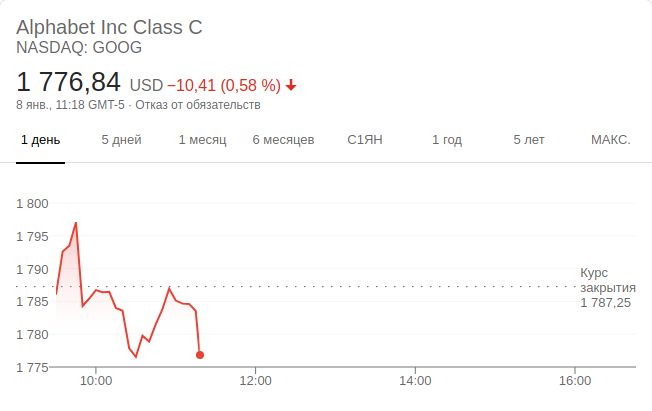 Alphabet Inc Class C
NASDAQ: GOOG
1 776,84 USD −10,41 (0,58 %)
8 янв., 11:18 GMT-5 · Отказ от обязательств
1 день 5 дней 1 месяц 6 месяцев С1ЯН 1 год 5 лет МАКС.
1 800
1 795
1 790
1 785
1 780
1 775
Курс
закрытия
1 787,25
10:00 12:00 14:00 16:00